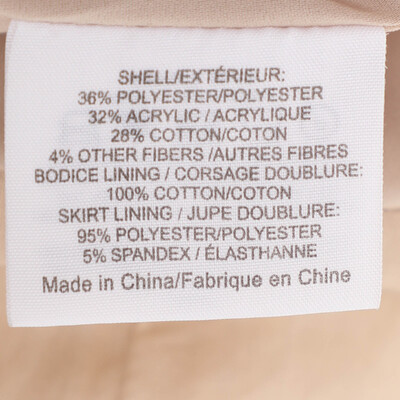 SHELL/EXTÉRIEUR:
36% POLYESTER/POLYESTER
32% ACRYLIC / ACRYLIQUE
28% COTTON/COTON
4% OTHER FIBERS /AUTRES FIBRES
BODICE LINING / CORSAGE DOUBLURE:
100% COTTON/COTON
SKIRT LINING / JUPE DOUBLURE:
95% POLYESTER/POLYESTER
5% SPANDEX / ÉLASTHANNE
Made in China/Fabrique en Chine